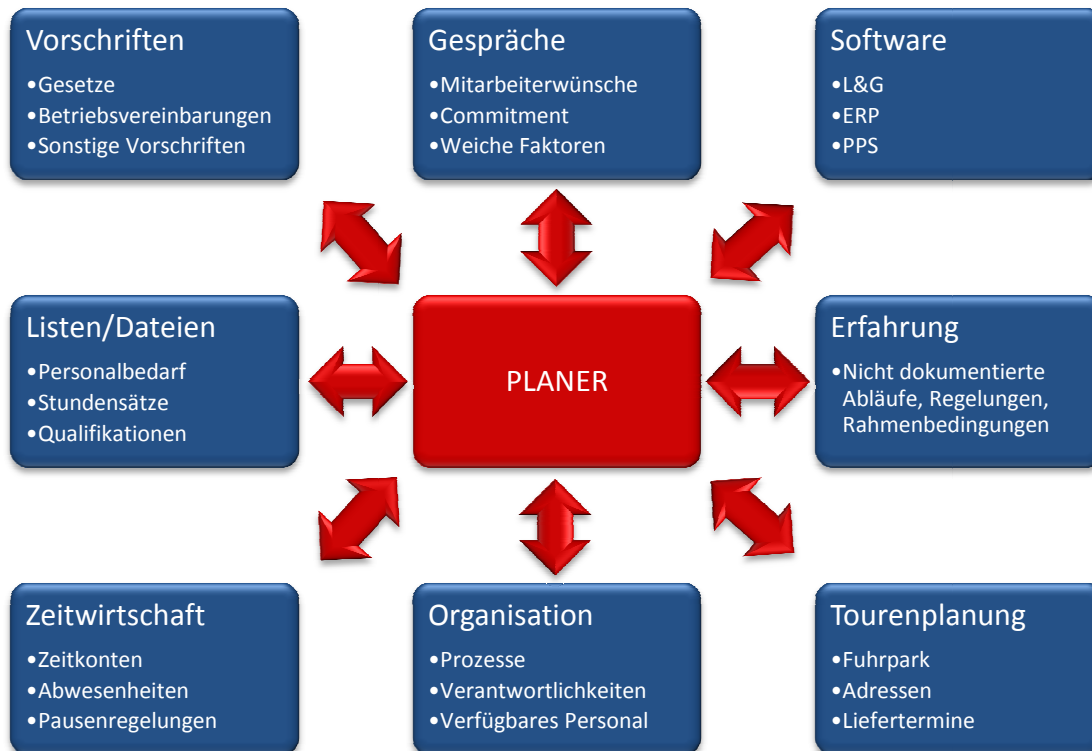 Vorschriften
•Gesetze
•Betriebsvereinbarungen
•Sonstige Vorschriften
Gespräche
•Mitarbeiterwünsche
•Commitment
•Weiche Faktoren
Software
•L&G
•ERP
•PPS
Listen/Dateien
•Personalbedarf
•Stundensätze
•Qualifikationen
PLANER
Erfahrung
•Nicht dokumentierte
Abläufe, Regelungen,
Rahmenbedingungen
Zeitwirtschaft
•Zeitkonten
•Abwesenheiten
•Pausenregelungen
Organisation
•Prozesse
•Verantwortlichkeiten
•Verfügbares Personal
Tourenplanung
•Fuhrpark
•Adressen
•Liefertermine